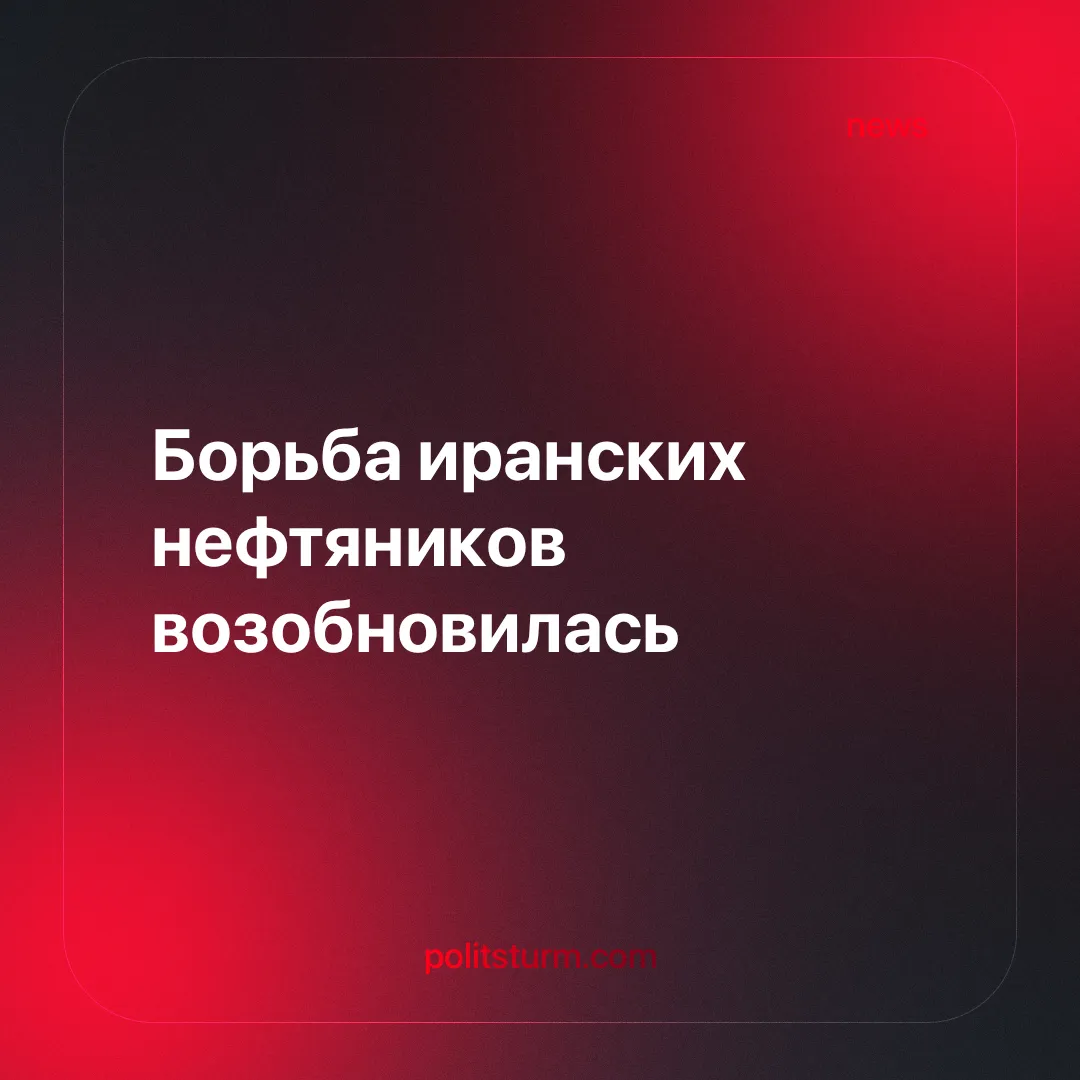 news
Борьба иранских
нефтяников
возобновилась
politsturm.com